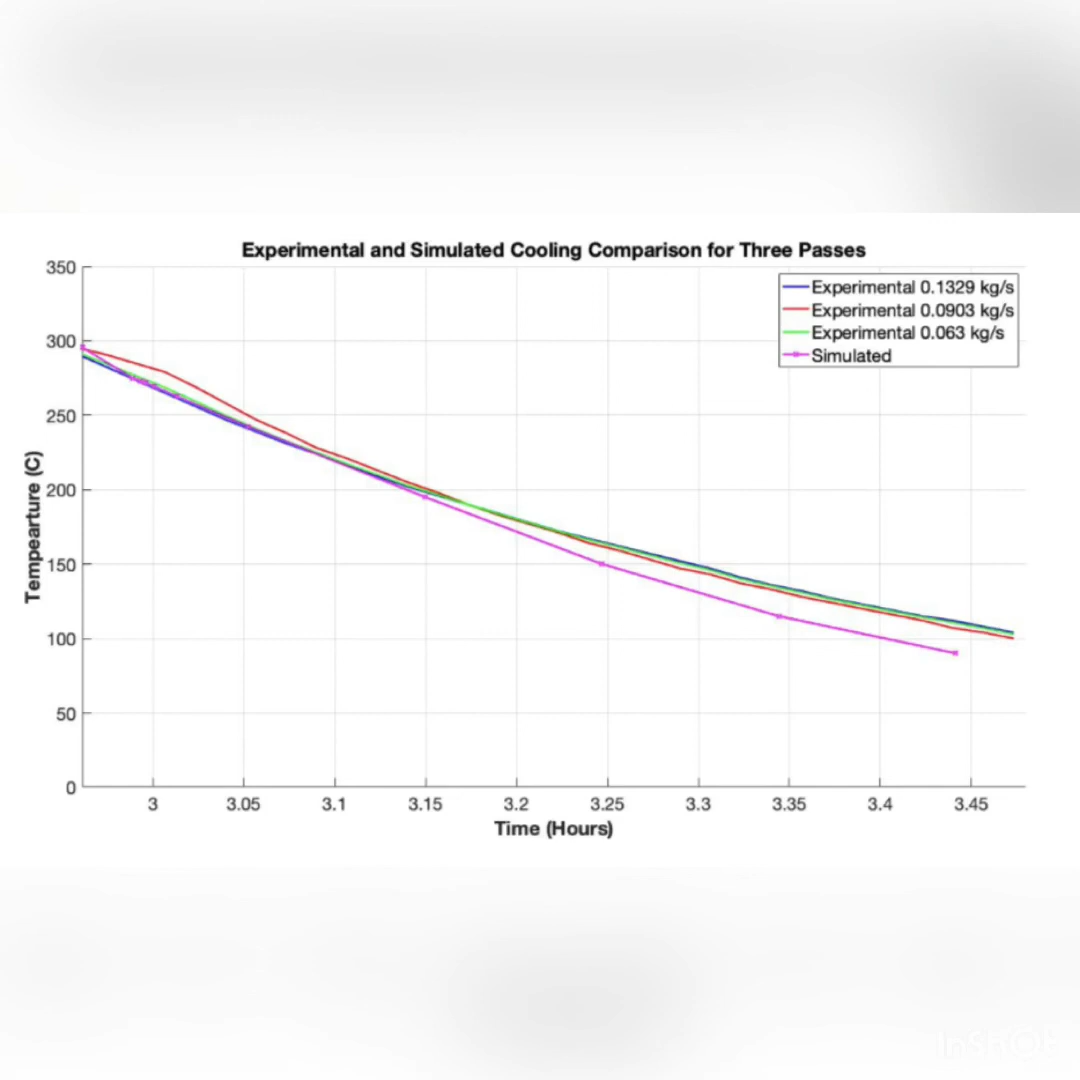 Experimental and Simulated Cooling Comparison for Three Passes
Experimental 0.1329 kg/s
Experimental 0.0903 kg/s
Experimental 0.063 kg/s
Simulated
350
300
250
200
150
100
50
0
Tempearture (C)
3 3.05 3.1 3.15 3.2 3.25 3.3 3.35 3.4 3.45
Time (Hours)